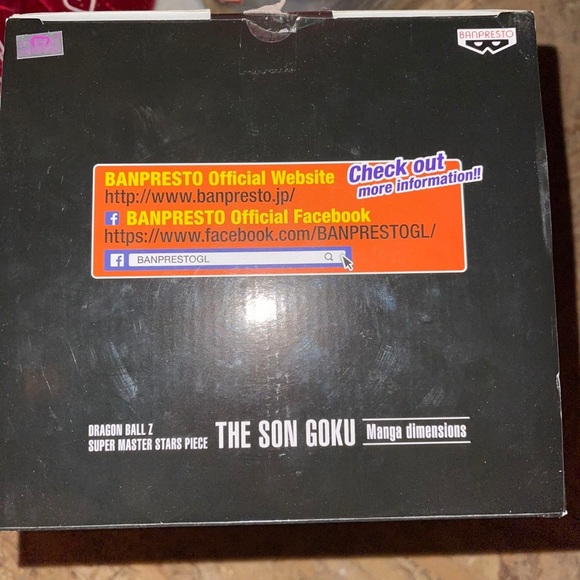 BANPRESTO
BANPRESTO Official Website
Check out
more information!!
http://www.banpresto.jp/
f BANPRESTO Official Facebook
https://www.facebook.com/BANPRESTOGL/
f BANPRESTOGL
DRAGON BALL Z
SUPER MASTER STARS PIECE
THE SON GOKU
Manga dimensions